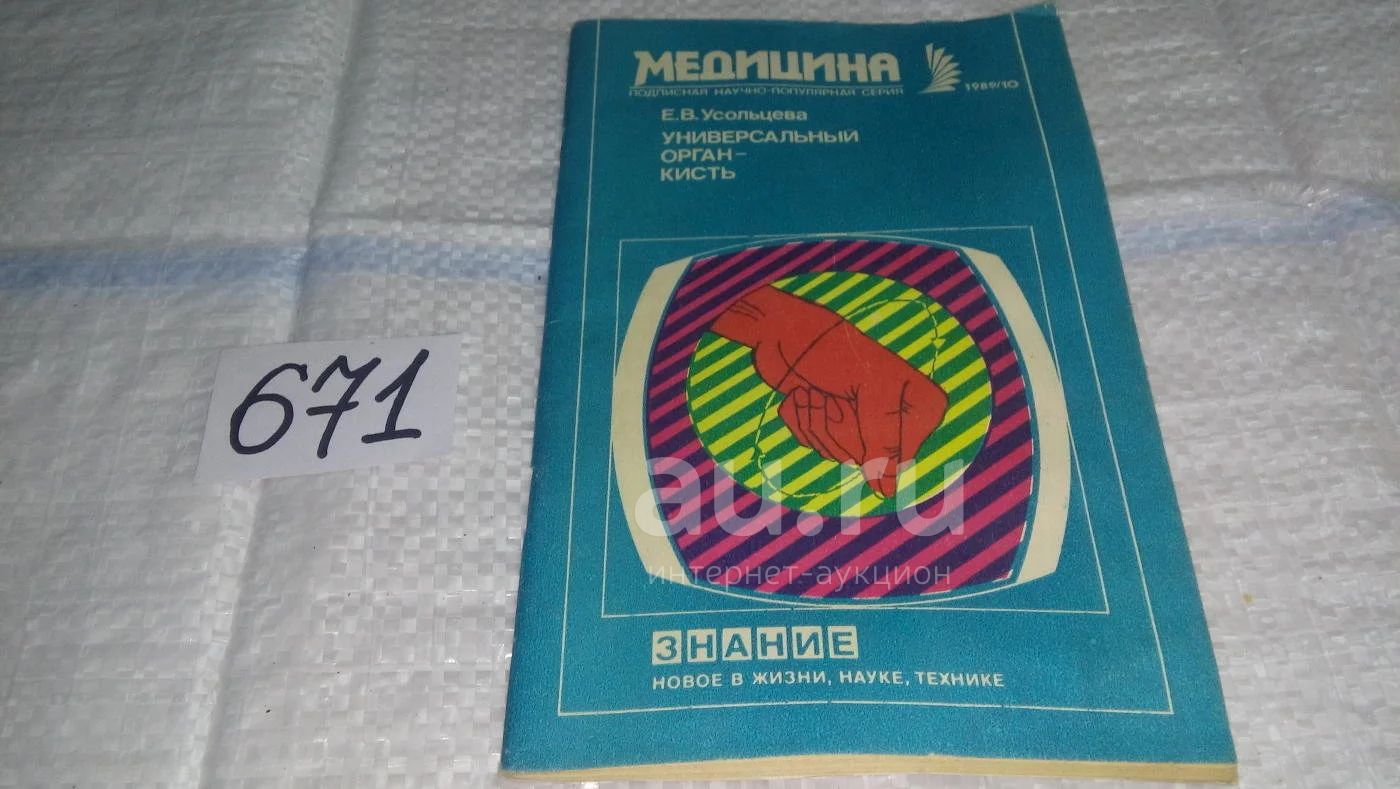 МЕДИЦИНА
ПОДПИСНАЯ НАУЧНО-ПОПУЛЯРНАЯ СЕРИЯ
1989/10
Е.В.Усольцева
УНИВЕРСАЛЬНЫЙ
ОРГАН-
КИСТЬ
671
au.ru
интернет-аукцион
ЗНАНИЕ
НОВОЕ В ЖИЗНИ, НАУКЕ, ТЕХНИКЕ